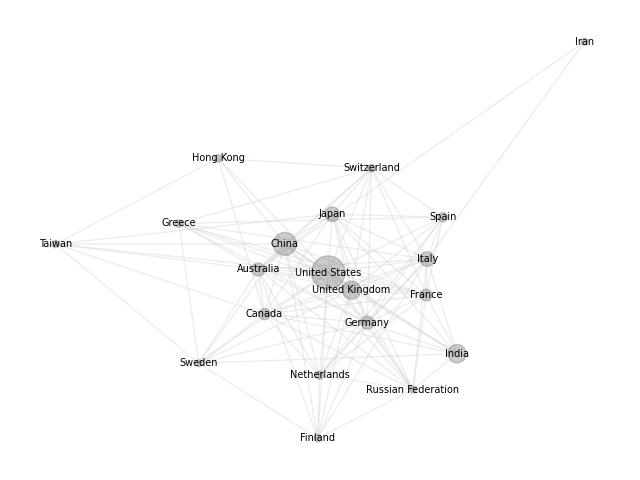 Iran
Hong Kong
Switzerland
Japan
Spain
Greece
Taiwan
China
Italy
Australia
United States
United Kingdom
France
Canada
Germany
India
Sweden
Netherlands
Russian Federation
Finland